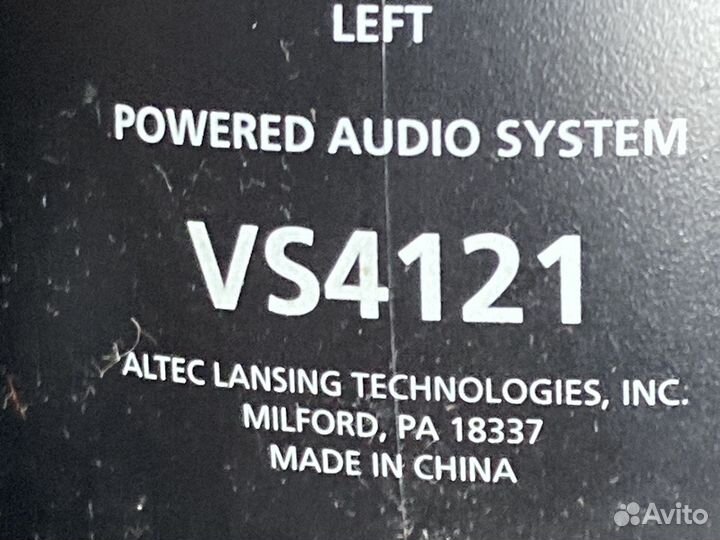 LEFT
POWERED AUDIO SYSTEM
VS4121
ALTEC LANSING TECHNOLOGIES, INC.
MILFORD, PA 18337
MADE IN CHINA
Avito